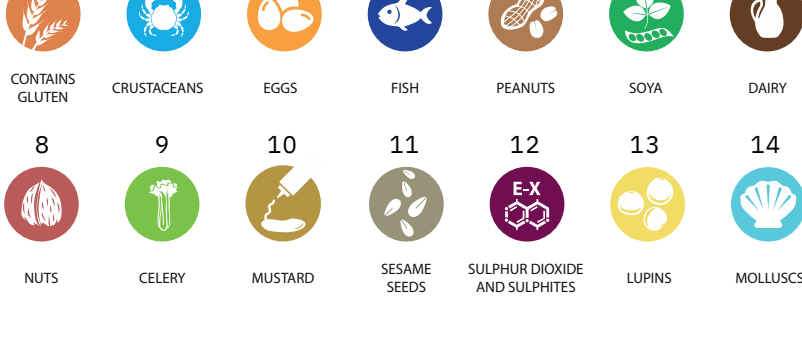 CONTAINS
GLUTEN
CRUSTACEANS
EGGS
FISH
PEANUTS
SOYA
DAIRY
8
9
10
11
12
13
14
E-X
NUTS
CELERY
MUSTARD
SESAME
SEEDS
SULPHUR DIOXIDE
AND SULPHITES
LUPINS
MOLLUSCS